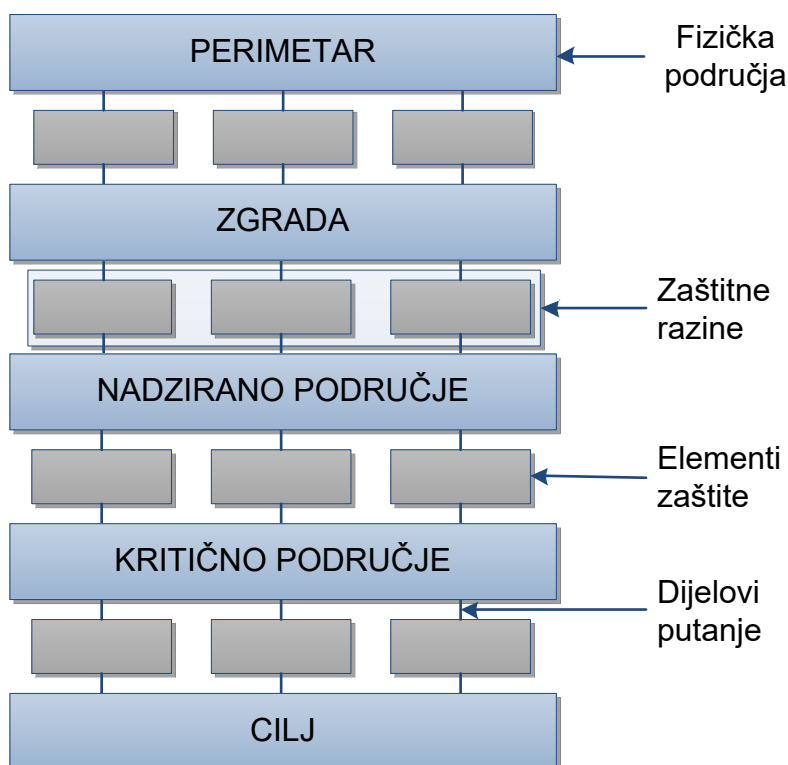 PERIMETAR
Fizička
područja
ZGRADA
Zaštitne
razine
NADZIRANO PODRUČJE
Elementi
zaštite
KRITIČNO PODRUČJE
Dijelovi
putanje
CILJ